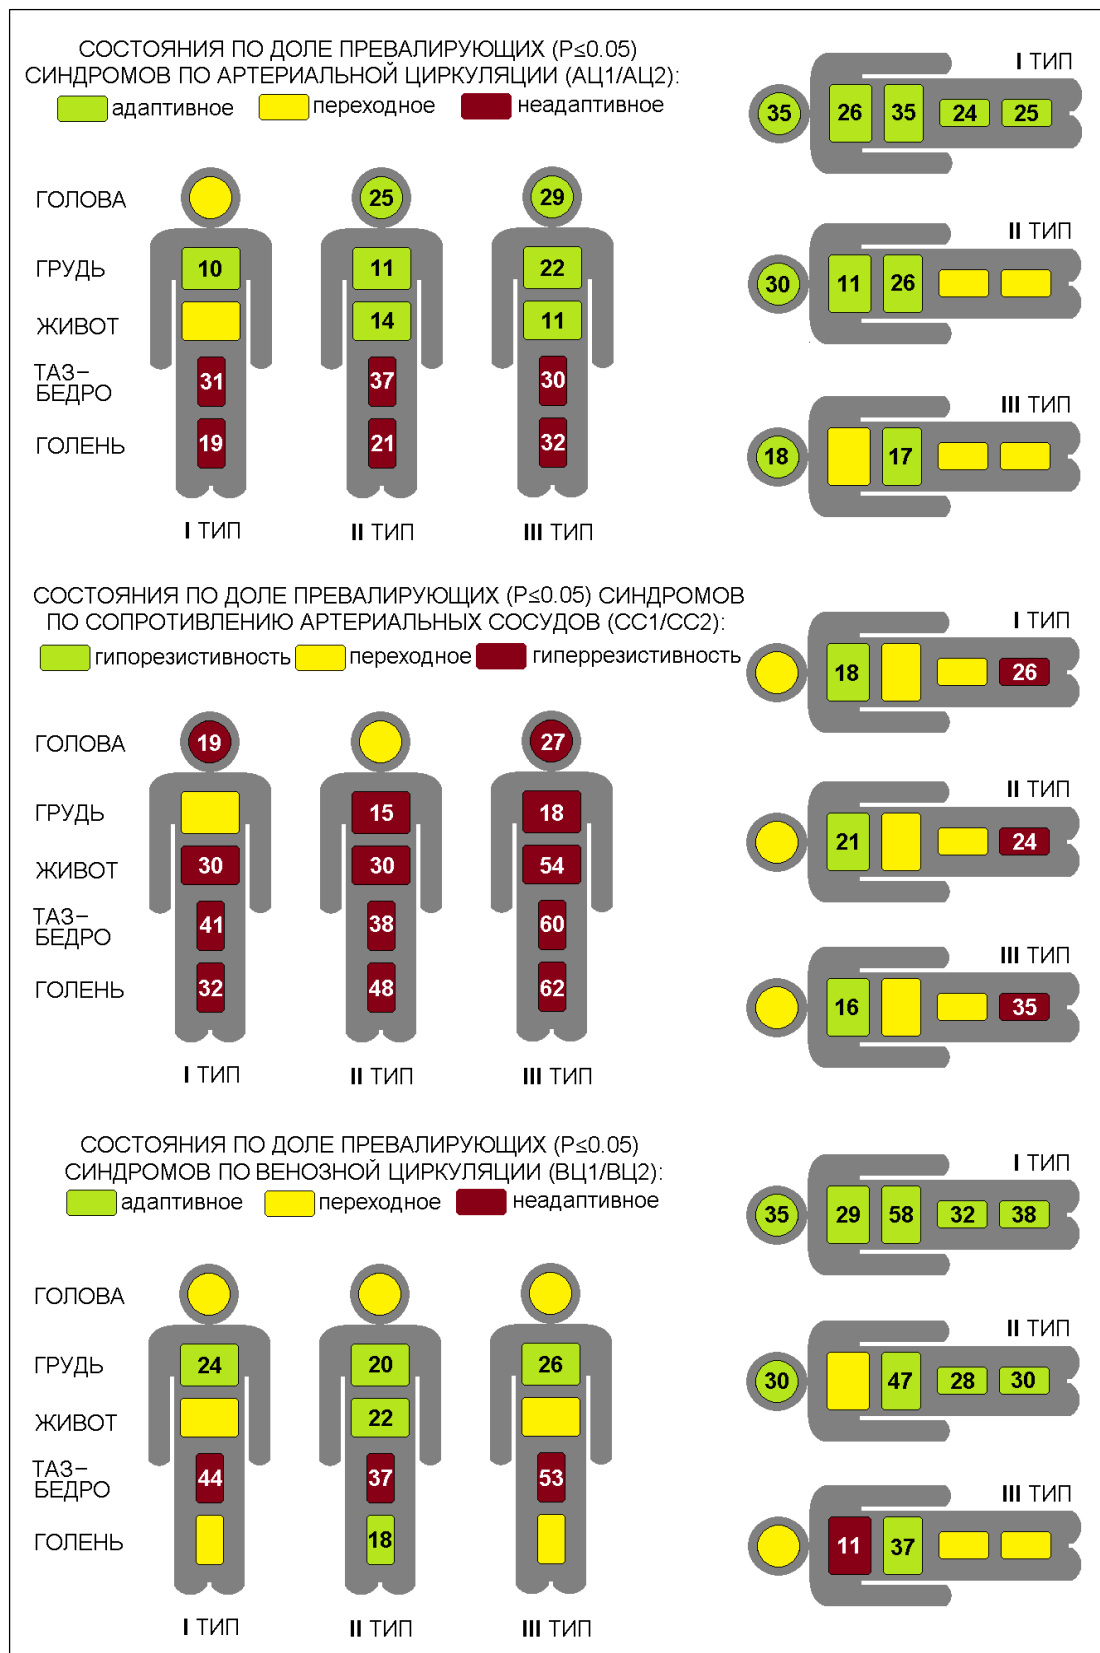 СОСТОЯНИЯ ПО ДОЛЕ ПРЕВАЛИРУЮЩИХ (P≤0.05)
СИНДРОМОВ ПО АРТЕРИАЛЬНОЙ ЦИРКУЛЯЦИИ (АЦ1/АЦ2):
адаптивное переходное неадаптивное
I ТИП
35 26 35 24 25
ГОЛОВА 25 29
ГРУДЬ 10 11 22
ЖИВОТ 14 11
ТАЗ–
БЕДРО 31 37 30
ГОЛЕНЬ 19 21 32
I ТИП II ТИП III ТИП
II ТИП
30 11 26
III ТИП
18 17
СОСТОЯНИЯ ПО ДОЛЕ ПРЕВАЛИРУЮЩИХ (P≤0.05) СИНДРОМОВ
ПО СОПРОТИВЛЕНИЮ АРТЕРИАЛЬНЫХ СОСУДОВ (СС1/СС2):
гипорезистивность переходное гиперрезистивность
ГОЛОВА 19 27
ГРУДЬ 15 18
ЖИВОТ 30 30 54
ТАЗ–
БЕДРО 41 38 60
ГОЛЕНЬ 32 48 62
I ТИП II ТИП III ТИП
I ТИП
18 26
II ТИП
21 24
III ТИП
16 35
СОСТОЯНИЯ ПО ДОЛЕ ПРЕВАЛИРУЮЩИХ (P≤0.05)
СИНДРОМОВ ПО ВЕНОЗНОЙ ЦИРКУЛЯЦИИ (ВЦ1/ВЦ2):
адаптивное переходное неадаптивное
ГОЛОВА
ГРУДЬ 24 20 26
ЖИВОТ 22
ТАЗ–
БЕДРО 44 37 53
ГОЛЕНЬ 18
I ТИП II ТИП III ТИП
I ТИП
35 29 58 32 38
II ТИП
30 47 28 30
III ТИП
11 37